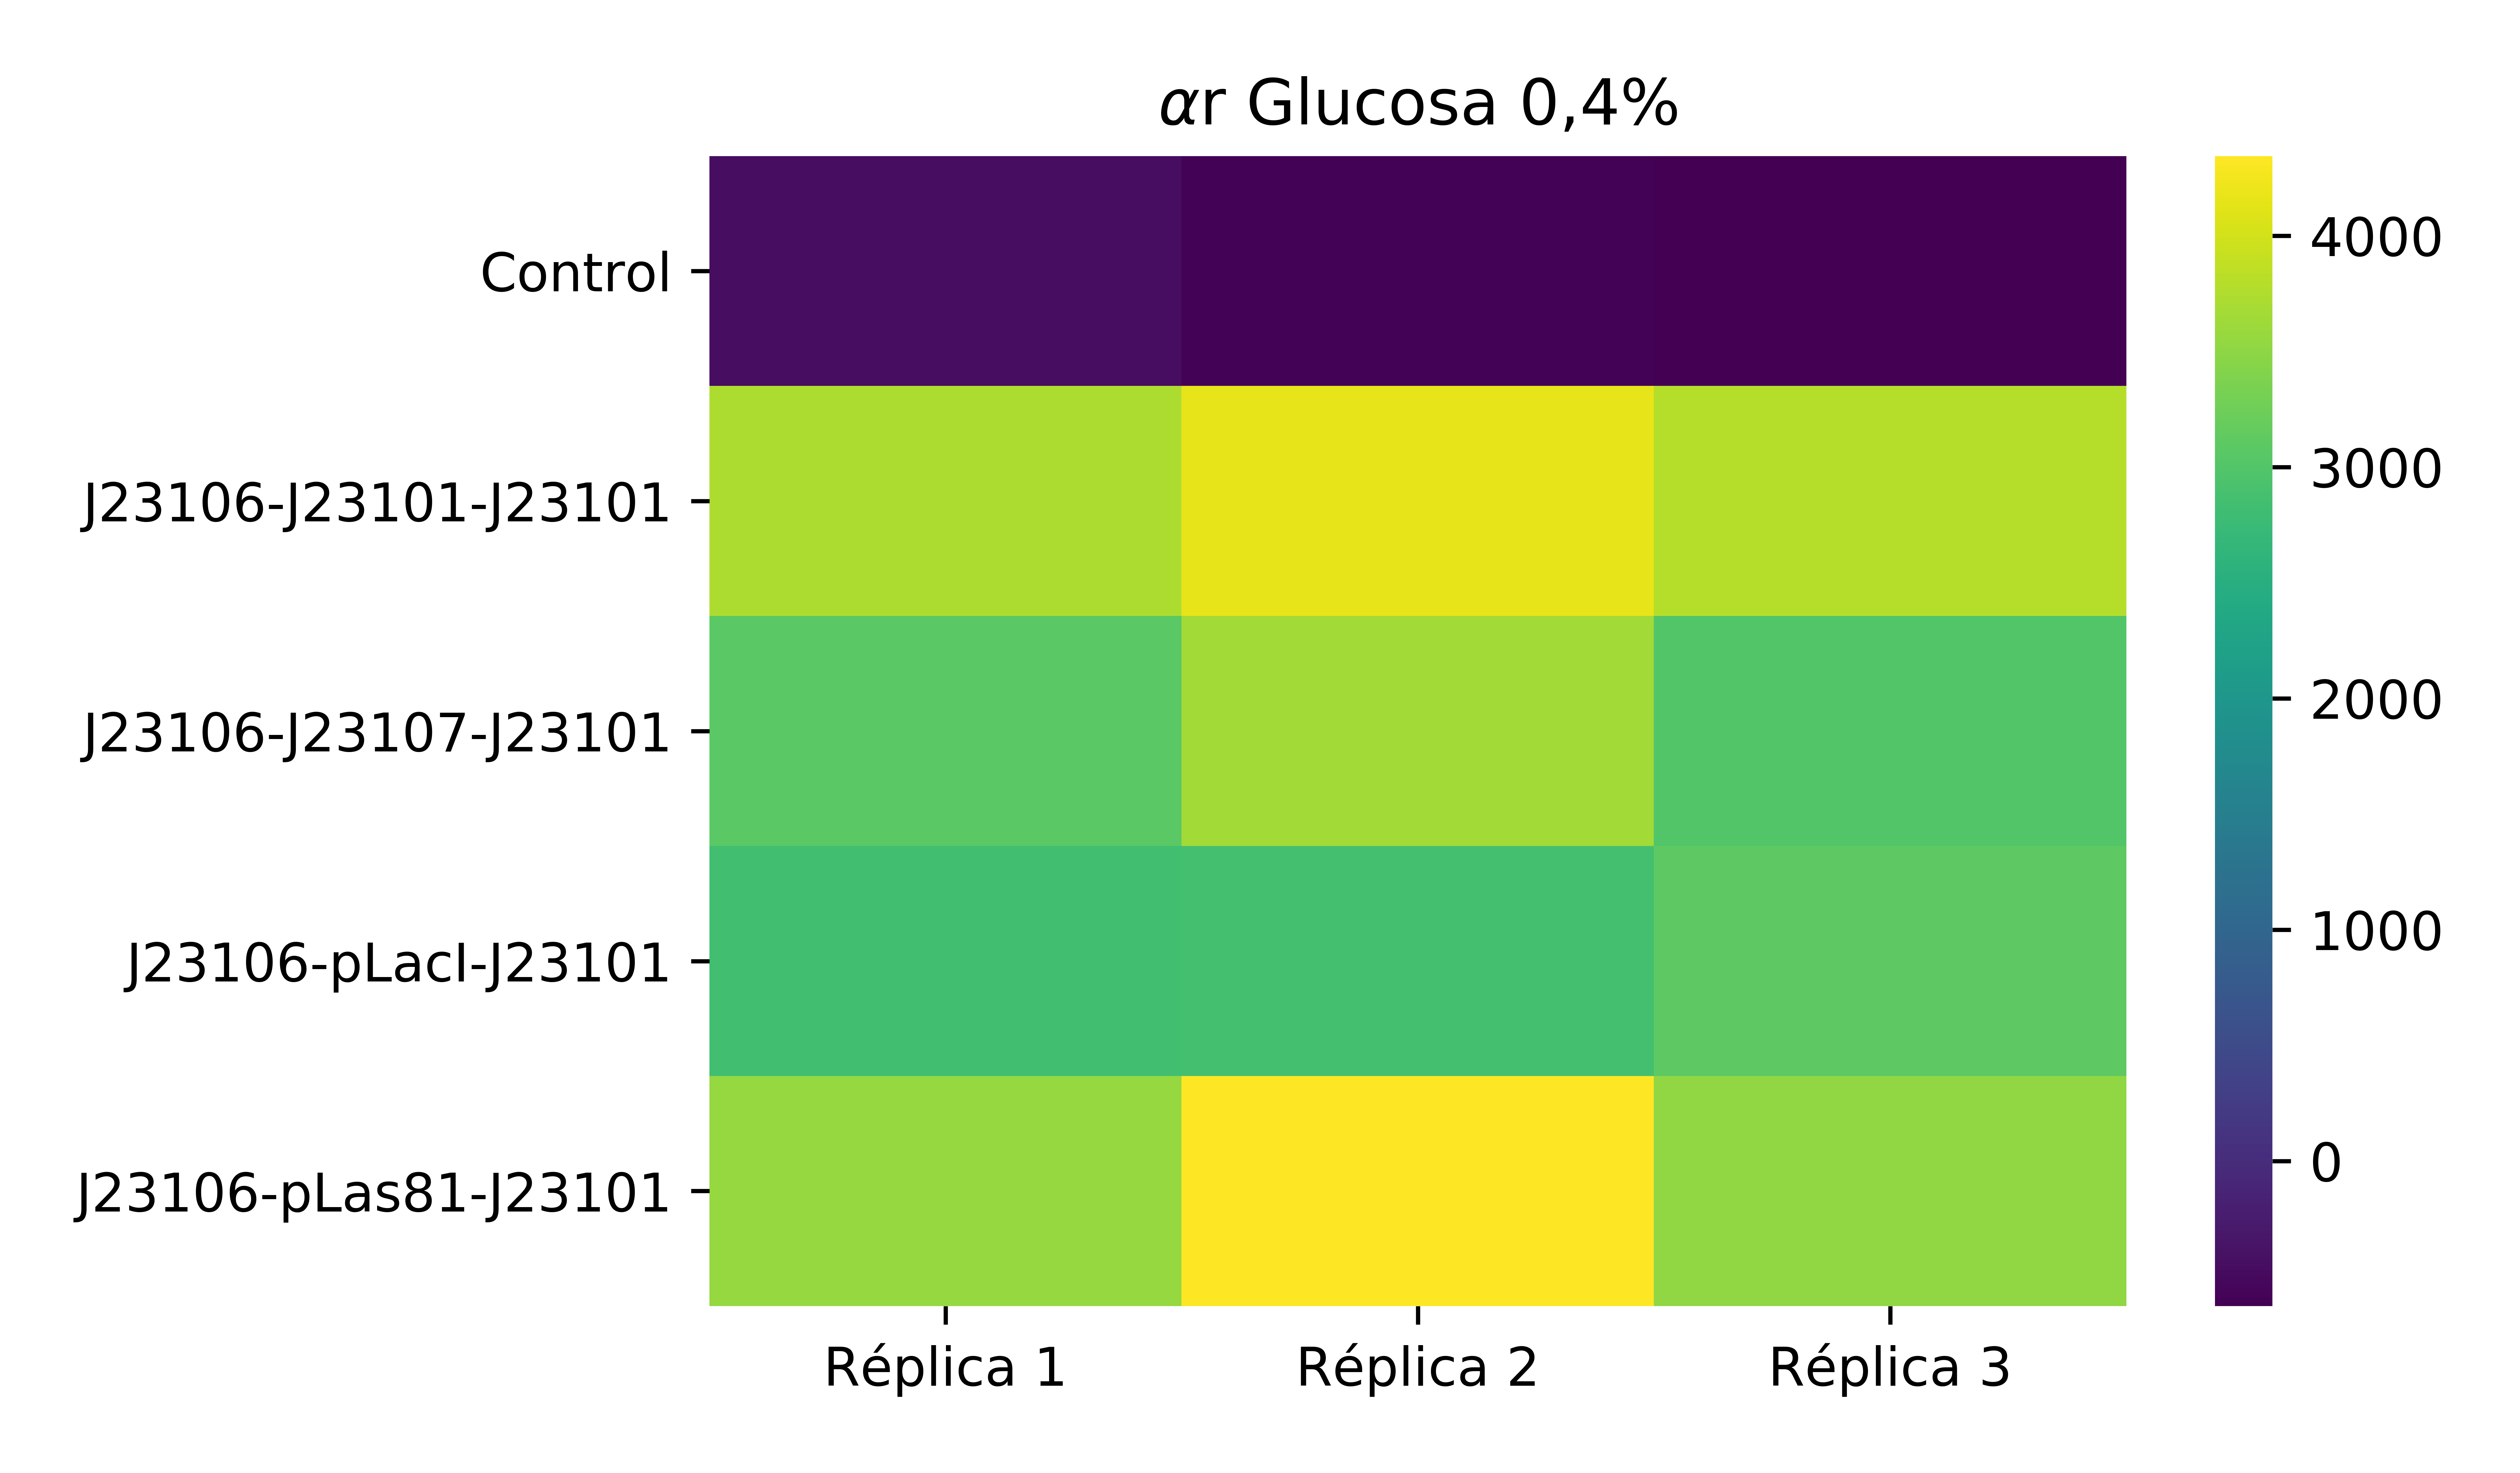 αr Glucosa 0,4%
Control
J23106-J23101-J23101
J23106-J23107-J23101
J23106-pLacI-J23101
J23106-pLas81-J23101
Réplica 1
Réplica 2
Réplica 3
4000
3000
2000
1000
0